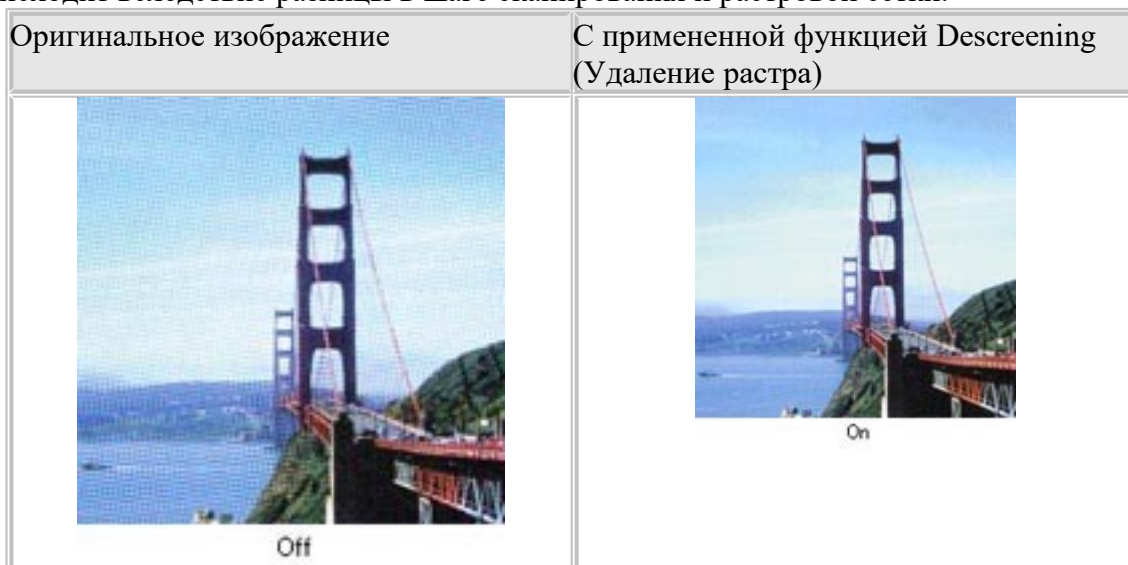 Оригинальное изображение
С примененной функцией Descreening
(Удаление растра)
Off
On